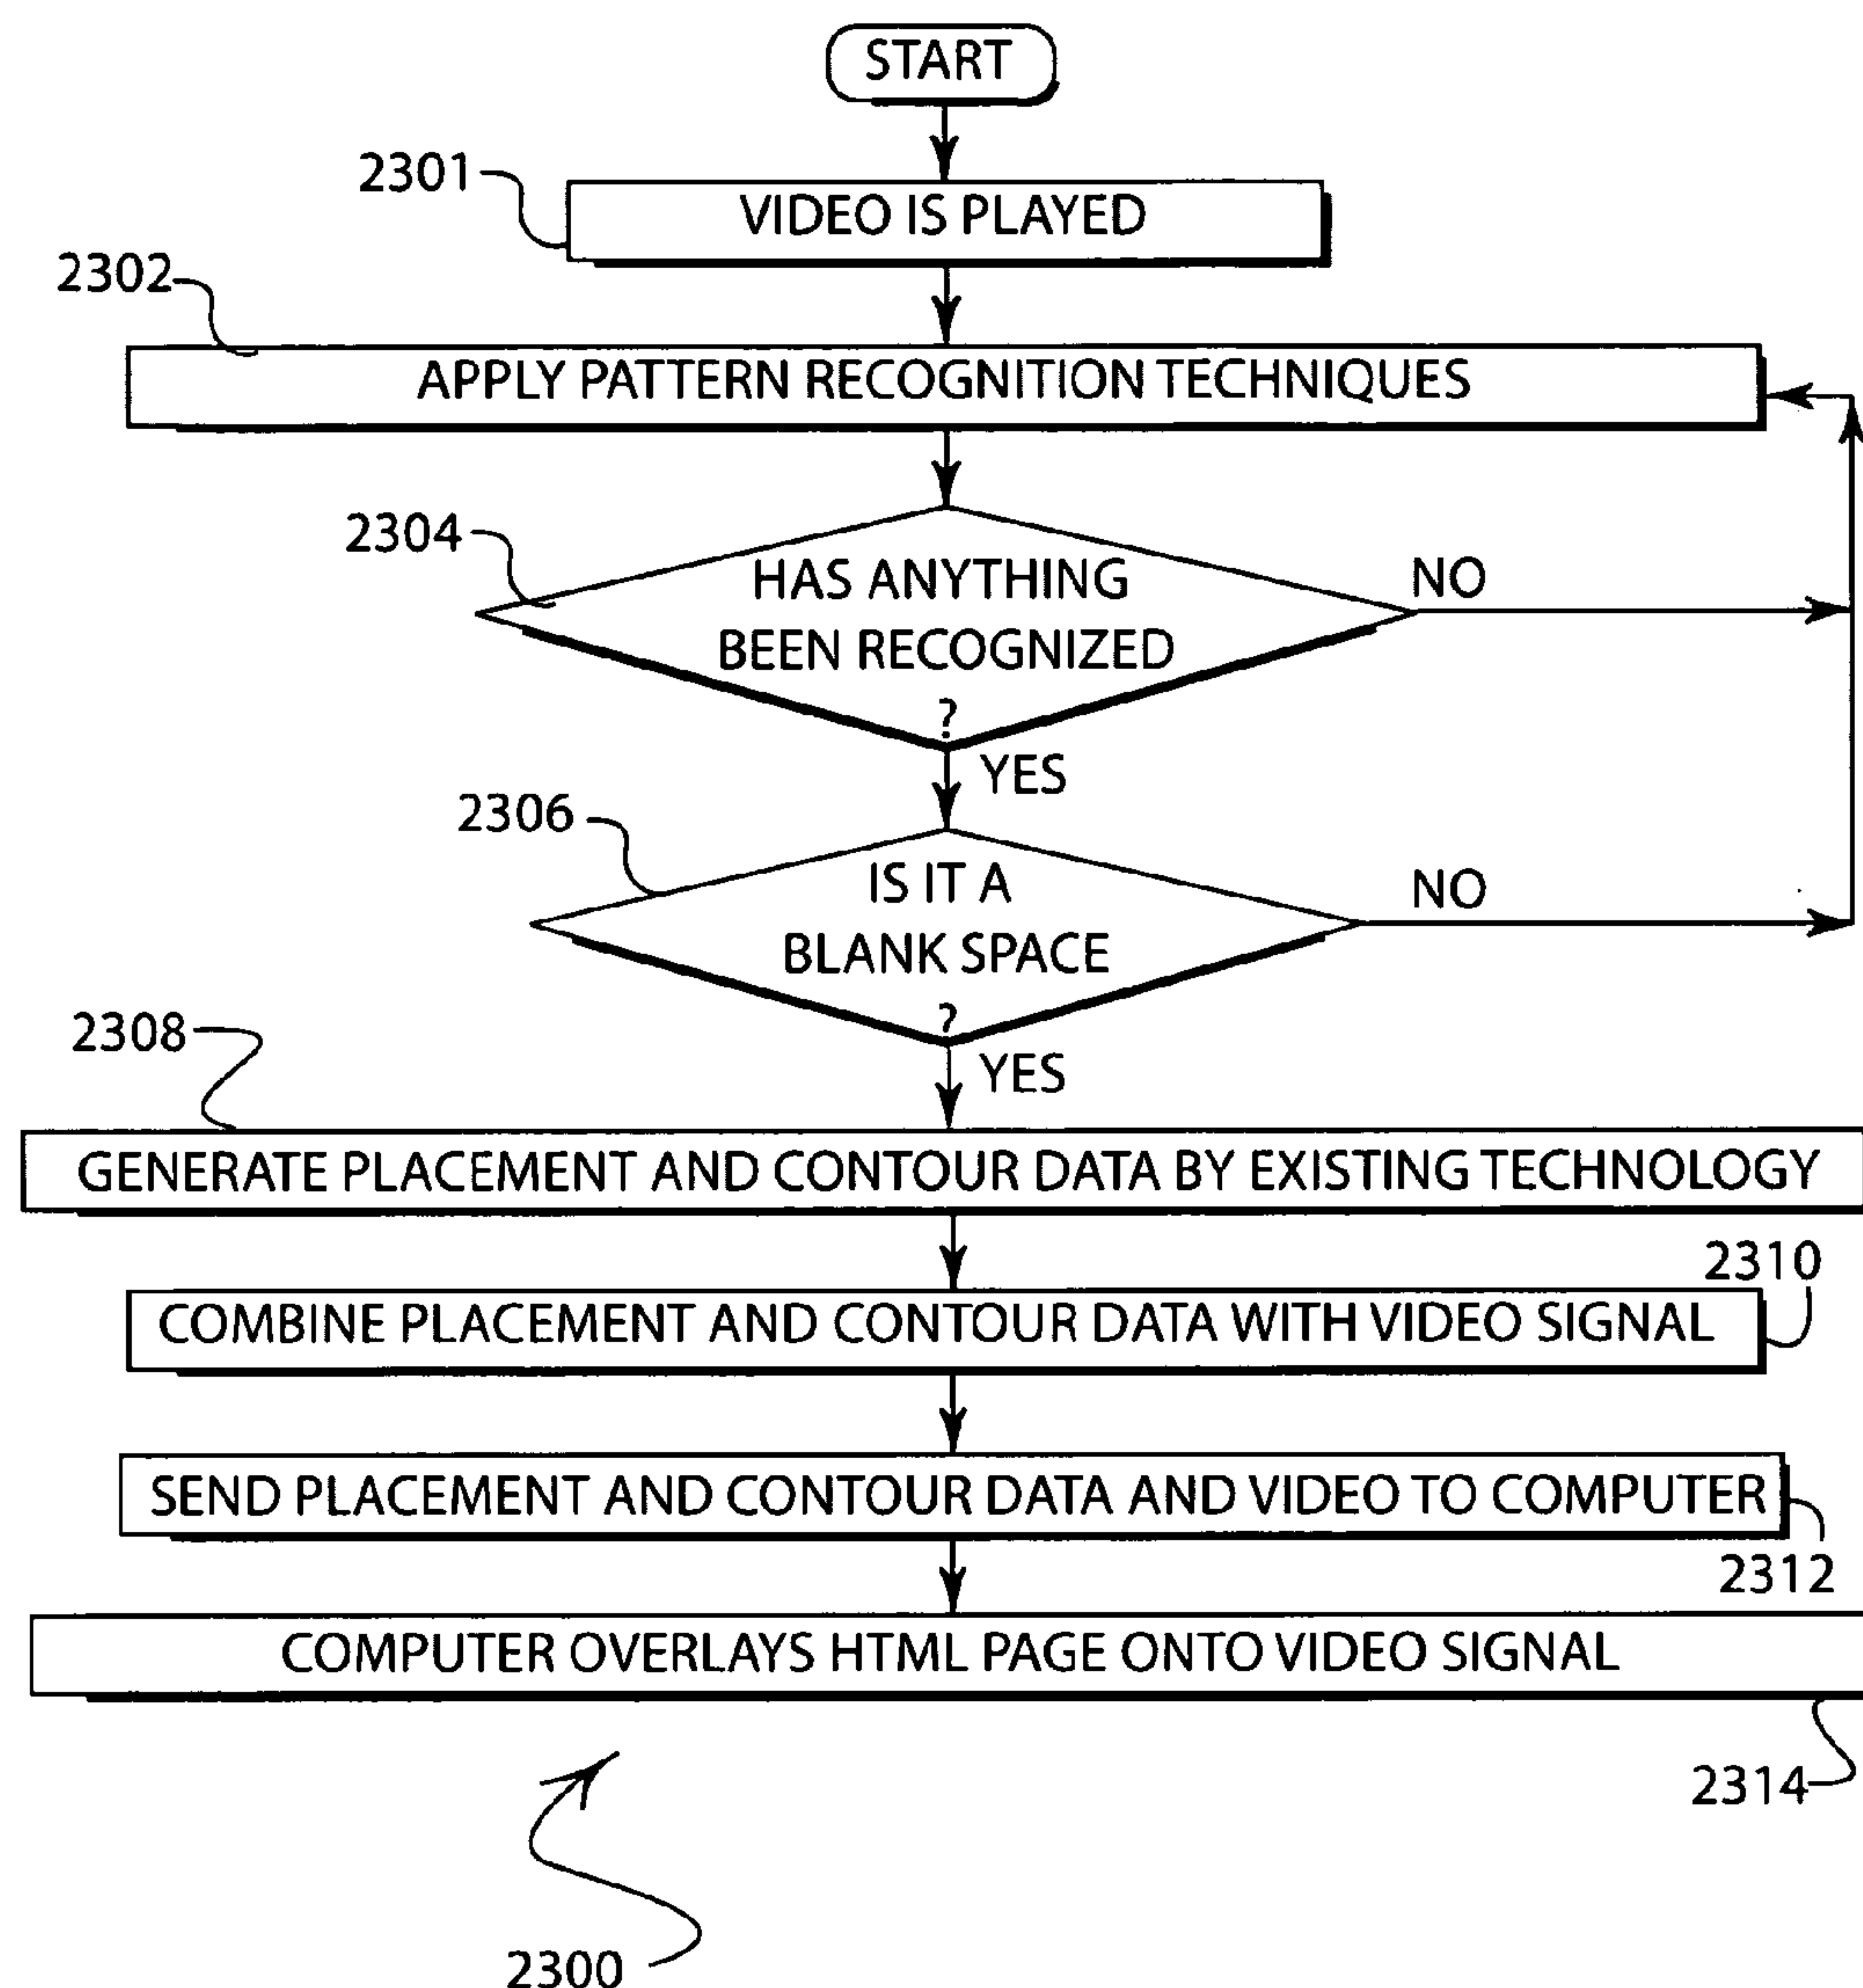 START
2301
VIDEO IS PLAYED
2302
APPLY PATTERN RECOGNITION TECHNIQUES
2304
HAS ANYTHING
BEEN RECOGNIZED
?
NO
YES
2306
IS IT A
BLANK SPACE
?
NO
YES
2308
GENERATE PLACEMENT AND CONTOUR DATA BY EXISTING TECHNOLOGY
2310
COMBINE PLACEMENT AND CONTOUR DATA WITH VIDEO SIGNAL
SEND PLACEMENT AND CONTOUR DATA AND VIDEO TO COMPUTER
2312
COMPUTER OVERLAYS HTML PAGE ONTO VIDEO SIGNAL
2314
2300